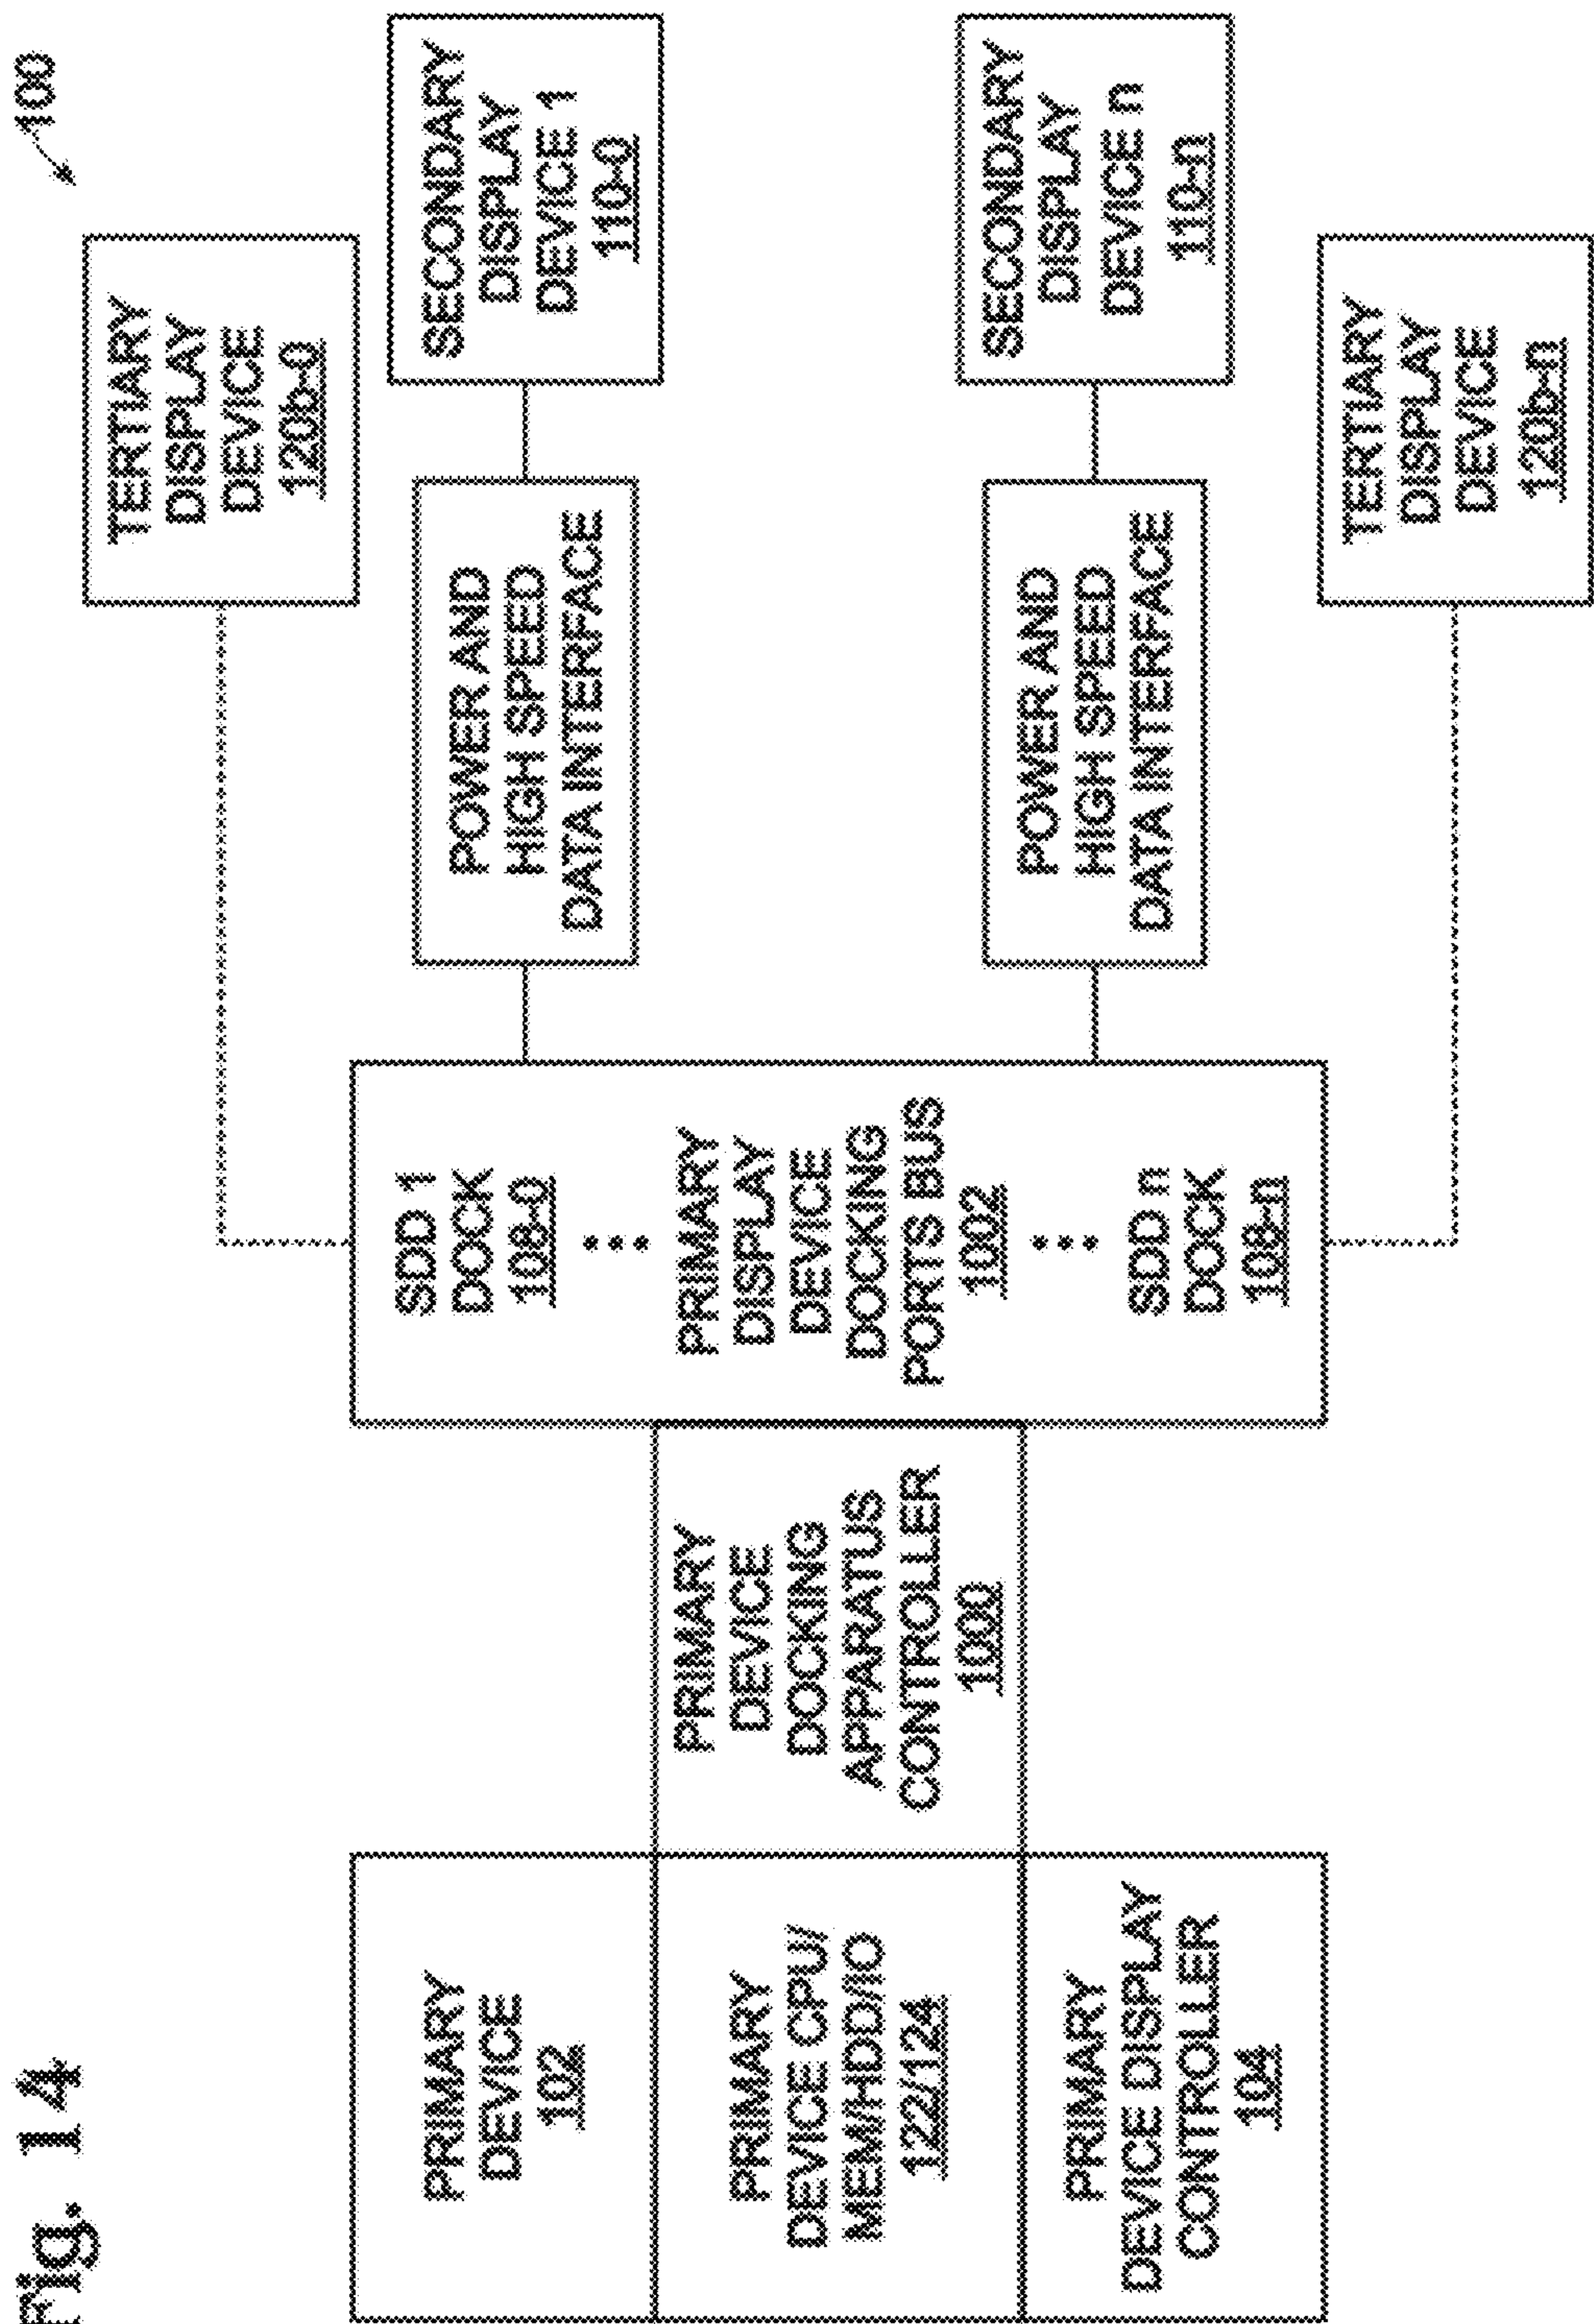 Fig. 14
100
PRIMARY
DEVICE
102
PRIMARY
DEVICE CPU/
MEM/HDD/IO
122/124
PRIMARY
DEVICE DISPLAY
CONTROLLER
104
PRIMARY
DEVICE
DOCKING
APPARATUS
CONTROLLER
1000
SDD 1
DOCK
108-0
PRIMARY
DISPLAY
DEVICE
DOCKING
PORTS BUS
1002
SDD n
DOCK
108-n
TERTIARY
DISPLAY
DEVICE
120b-0
POWER AND
HIGH SPEED
DATA INTERFACE
SECONDARY
DISPLAY
DEVICE 1
110-0
POWER AND
HIGH SPEED
DATA INTERFACE
SECONDARY
DISPLAY
DEVICE n
110-n
TERTIARY
DISPLAY
DEVICE
120b-n